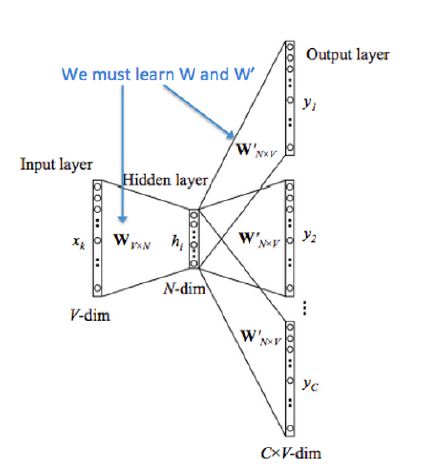 We must learn W and W'
Output layer
y1
W'N×V
Input layer
Hidden layer
xk
WV×N
hi
W'N×V
y2
N-dim
V-dim
W'N×V
yC
C×V-dim